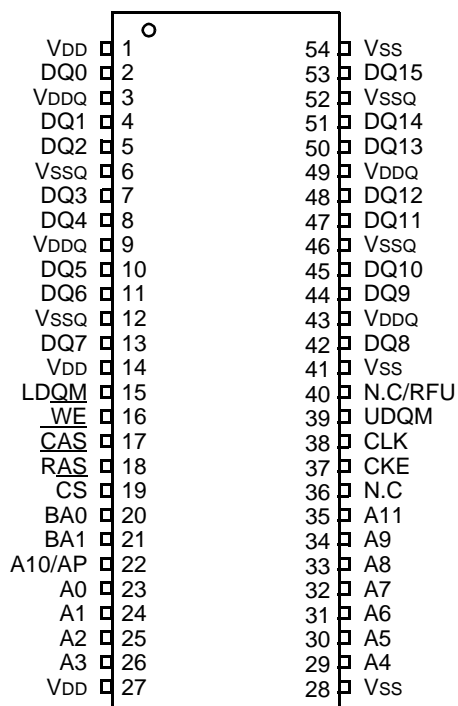 VDD 1 54 VSS
DQ0 2 53 DQ15
VDDQ 3 52 VSSQ
DQ1 4 51 DQ14
DQ2 5 50 DQ13
VSSQ 6 49 VDDQ
DQ3 7 48 DQ12
DQ4 8 47 DQ11
VDDQ 9 46 VSSQ
DQ5 10 45 DQ10
DQ6 11 44 DQ9
VSSQ 12 43 VDDQ
DQ7 13 42 DQ8
VDD 14 41 VSS
LDQM 15 40 N.C/RFU
WE 16 39 UDQM
CAS 17 38 CLK
RAS 18 37 CKE
CS 19 36 N.C
BA0 20 35 A11
BA1 21 34 A9
A10/AP 22 33 A8
A0 23 32 A7
A1 24 31 A6
A2 25 30 A5
A3 26 29 A4
VDD 27 28 VSS